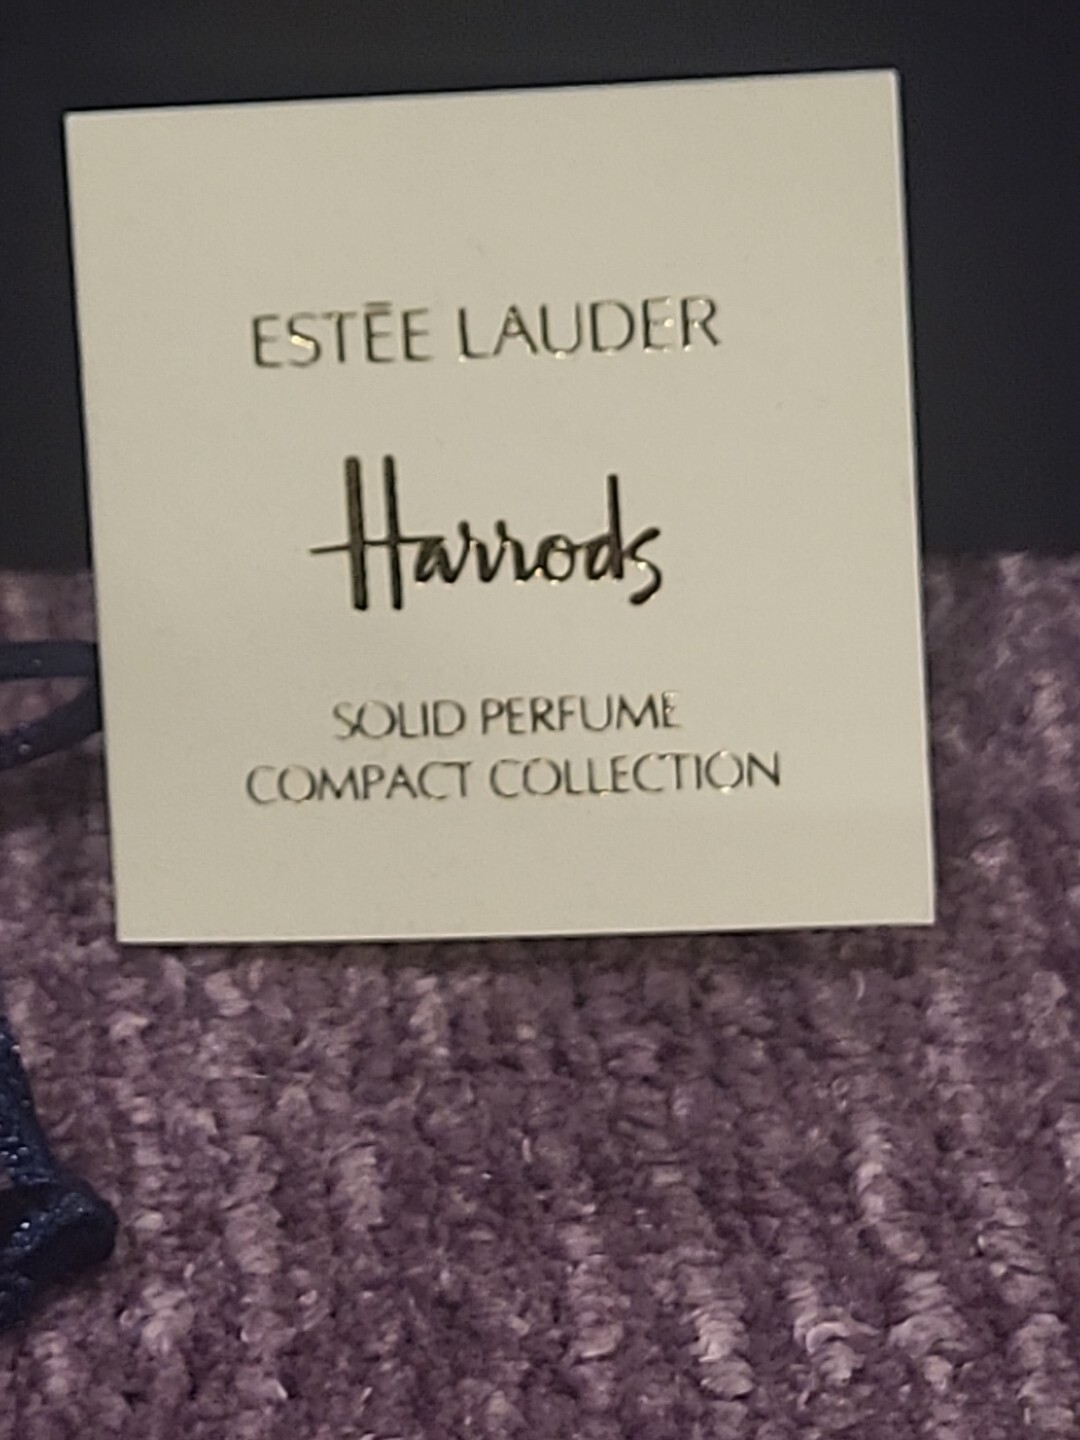 ESTĒE LAUDER
Harrods
SOLID PERFUME
COMPACT COLLECTION